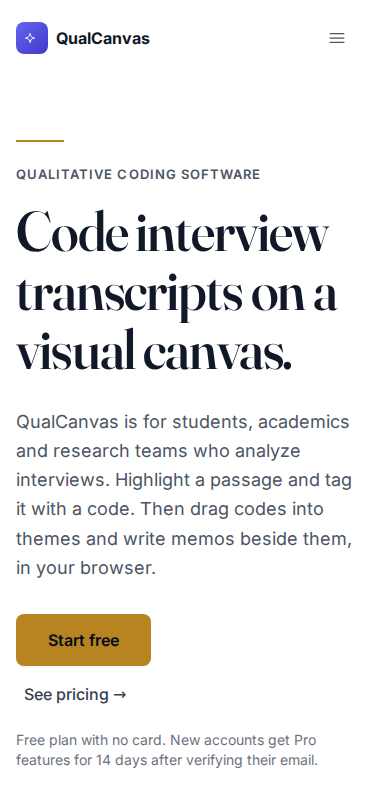 QualCanvas
QUALITATIVE CODING SOFTWARE
Code interview
transcripts on a
visual canvas.
QualCanvas is for students, academics
and research teams who analyze
interviews. Highlight a passage and tag
it with a code. Then drag codes into
themes and write memos beside them,
in your browser.
Start free
See pricing →
Free plan with no card. New accounts get Pro
features for 14 days after verifying their email.